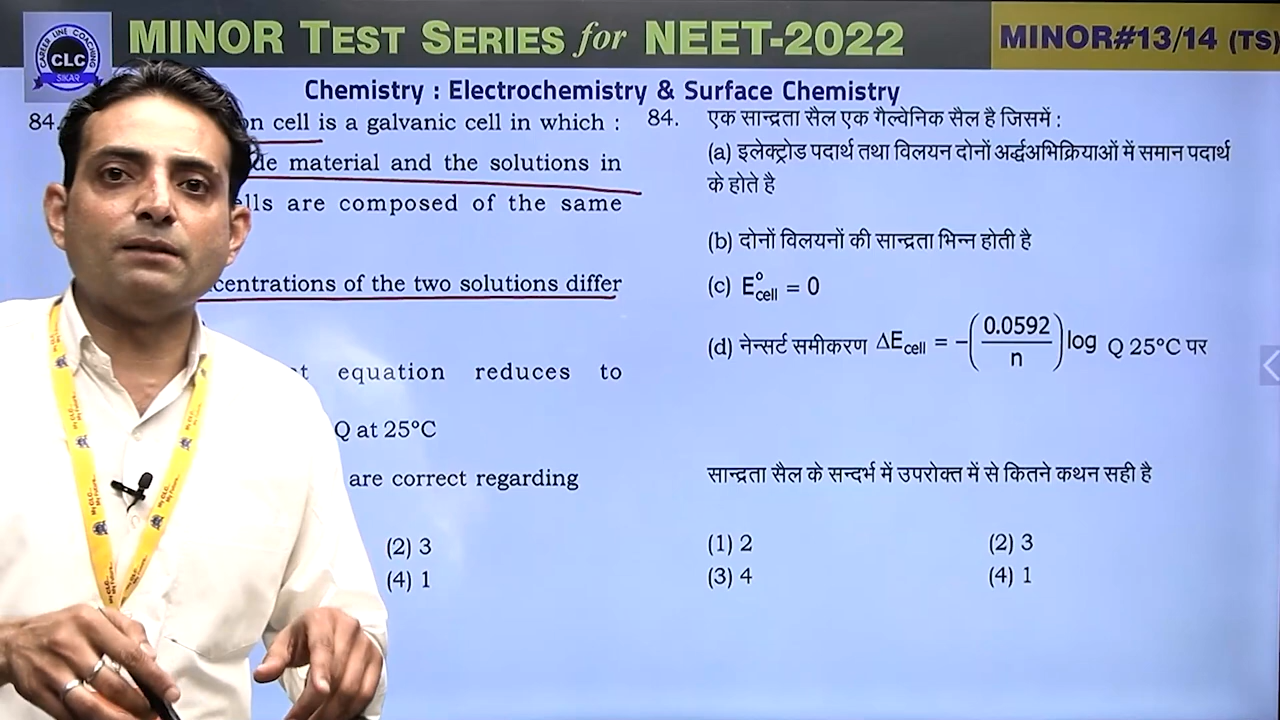 MINOR TEST SERIES for NEET-2022
MINOR#13/14 (TS)
CAREER LINE COACHING
CLC
SIKAR
Chemistry : Electrochemistry & Surface Chemistry
84.
on cell is a galvanic cell in which :
de material and the solutions in
ells are composed of the same
centrations of the two solutions differ
t equation reduces to
Q at 25°C
are correct regarding
(2) 3
(4) 1
84. एक सान्द्रता सैल एक गैल्वेनिक सैल है जिसमें :
(a) इलेक्ट्रोड पदार्थ तथा विलयन दोनों अर्द्धअभिक्रियाओं में समान पदार्थ
के होते है
(b) दोनों विलयनों की सान्द्रता भिन्न होती है
(c) E°cell = 0
(d) नेन्सर्ट समीकरण ΔEcell = -(0.0592/n) log Q 25°C पर
सान्द्रता सैल के सन्दर्भ में उपरोक्त में से कितने कथन सही है
(1) 2 (2) 3
(3) 4 (4) 1